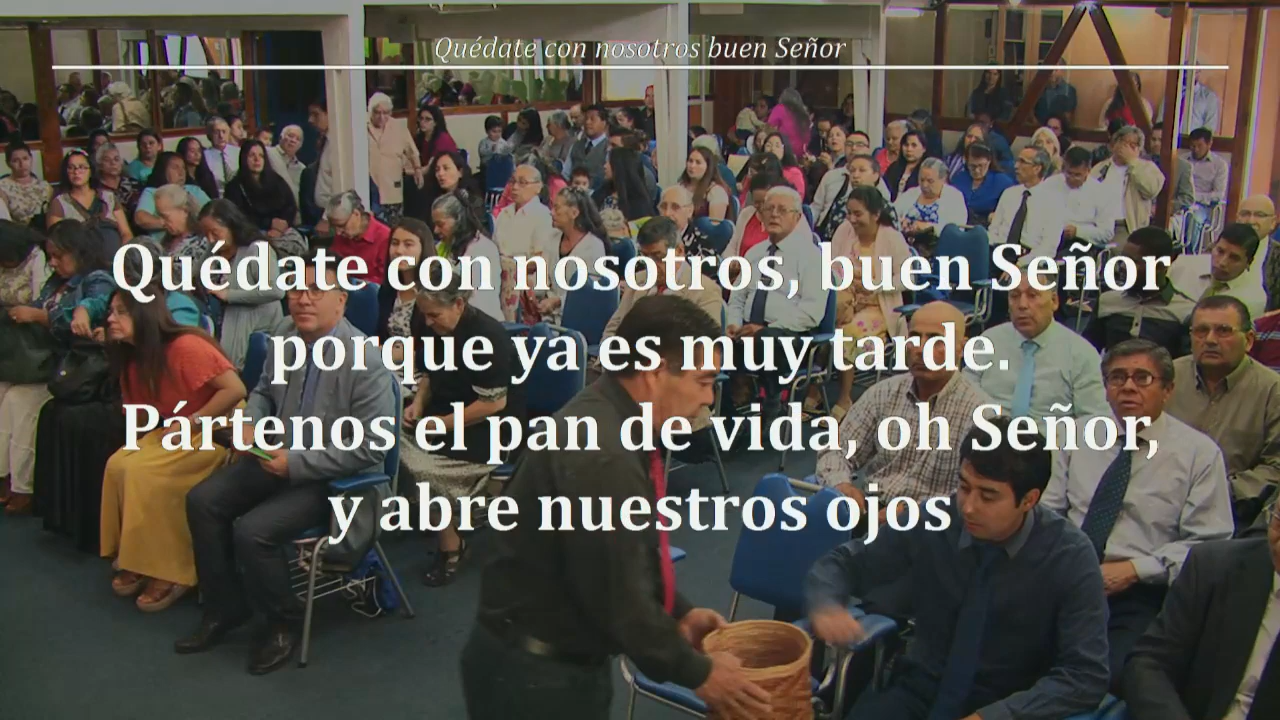 Quédate con nosotros buen Señor
Quédate con nosotros, buen Señor
porque ya es muy tarde.
Pártenos el pan de vida, oh Señor,
y abre nuestros ojos